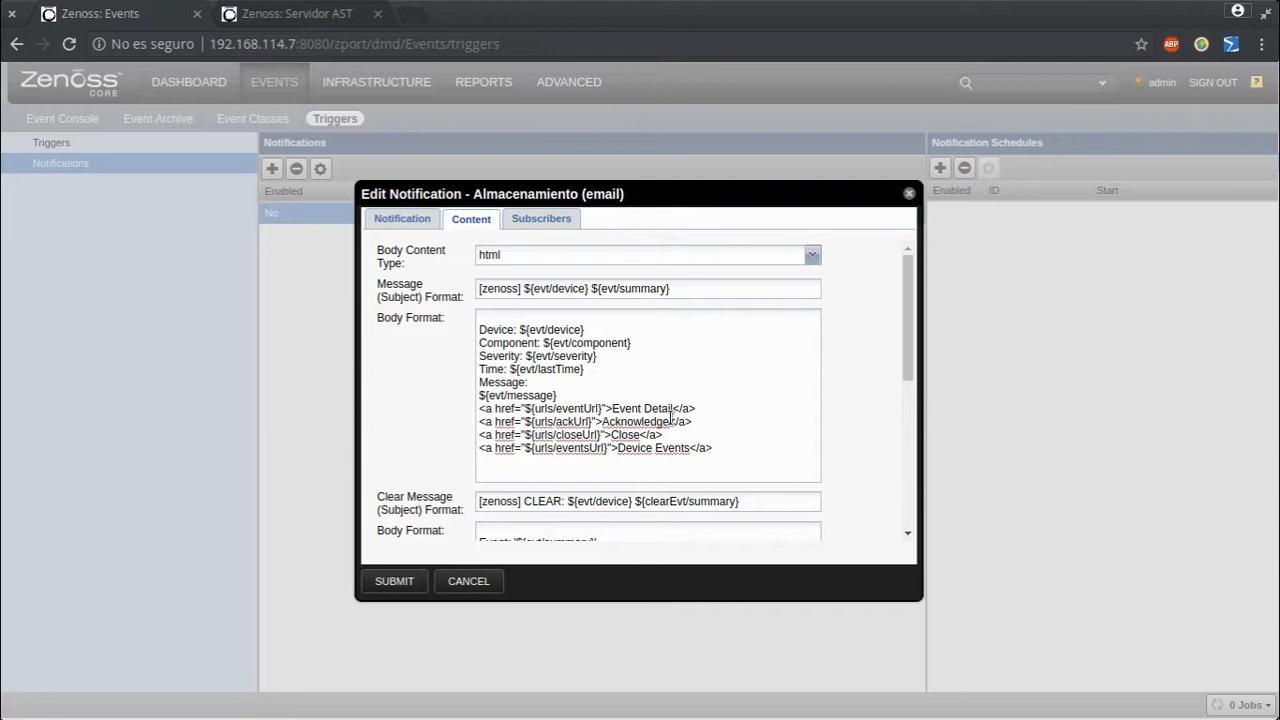 Zenoss: Events
Zenoss: Servidor AST
No es seguro
192.168.114.7:8080/zport/dmd/Events/triggers
ABP
Zenoss
CORE
DASHBOARD
EVENTS
INFRASTRUCTURE
REPORTS
ADVANCED
admin
SIGN OUT
?
Event Console
Event Archive
Event Classes
Triggers
Triggers
Notifications
Notifications
Enabled
No
Notification Schedules
Enabled
ID
Start
Edit Notification - Almacenamiento (email)
Notification
Content
Subscribers
Body Content
Type:
html
Message
(Subject) Format:
[zenoss] ${evt/device} ${evt/summary}
Body Format:
Device: ${evt/device}
Component: ${evt/component}
Severity: ${evt/severity}
Time: ${evt/lastTime}
Message:
${evt/message}
<a href="${urls/eventUrl}">Event Detail</a>
<a href="${urls/ackUrl}">Acknowledge</a>
<a href="${urls/closeUrl}">Close</a>
<a href="${urls/eventsUrl}">Device Events</a>
Clear Message
(Subject) Format:
[zenoss] CLEAR: ${evt/device} ${clearEvt/summary}
Body Format:
Event: '${evt/summary}'
SUBMIT
CANCEL
0 Jobs